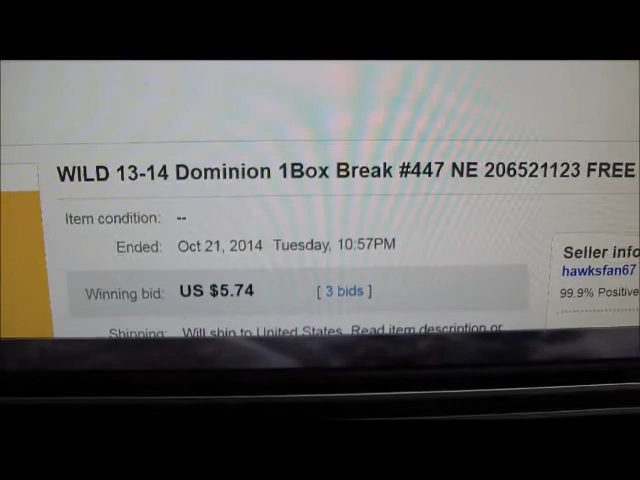 WILD 13-14 Dominion 1Box Break #447 NE 206521123 FREE
Item condition: --
Ended: Oct 21, 2014 Tuesday, 10:57PM
Seller info
hawksfan67
Winning bid: US $5.74 [ 3 bids ]
99.9% Positive
Shipping: Will ship to United States. Read item description or